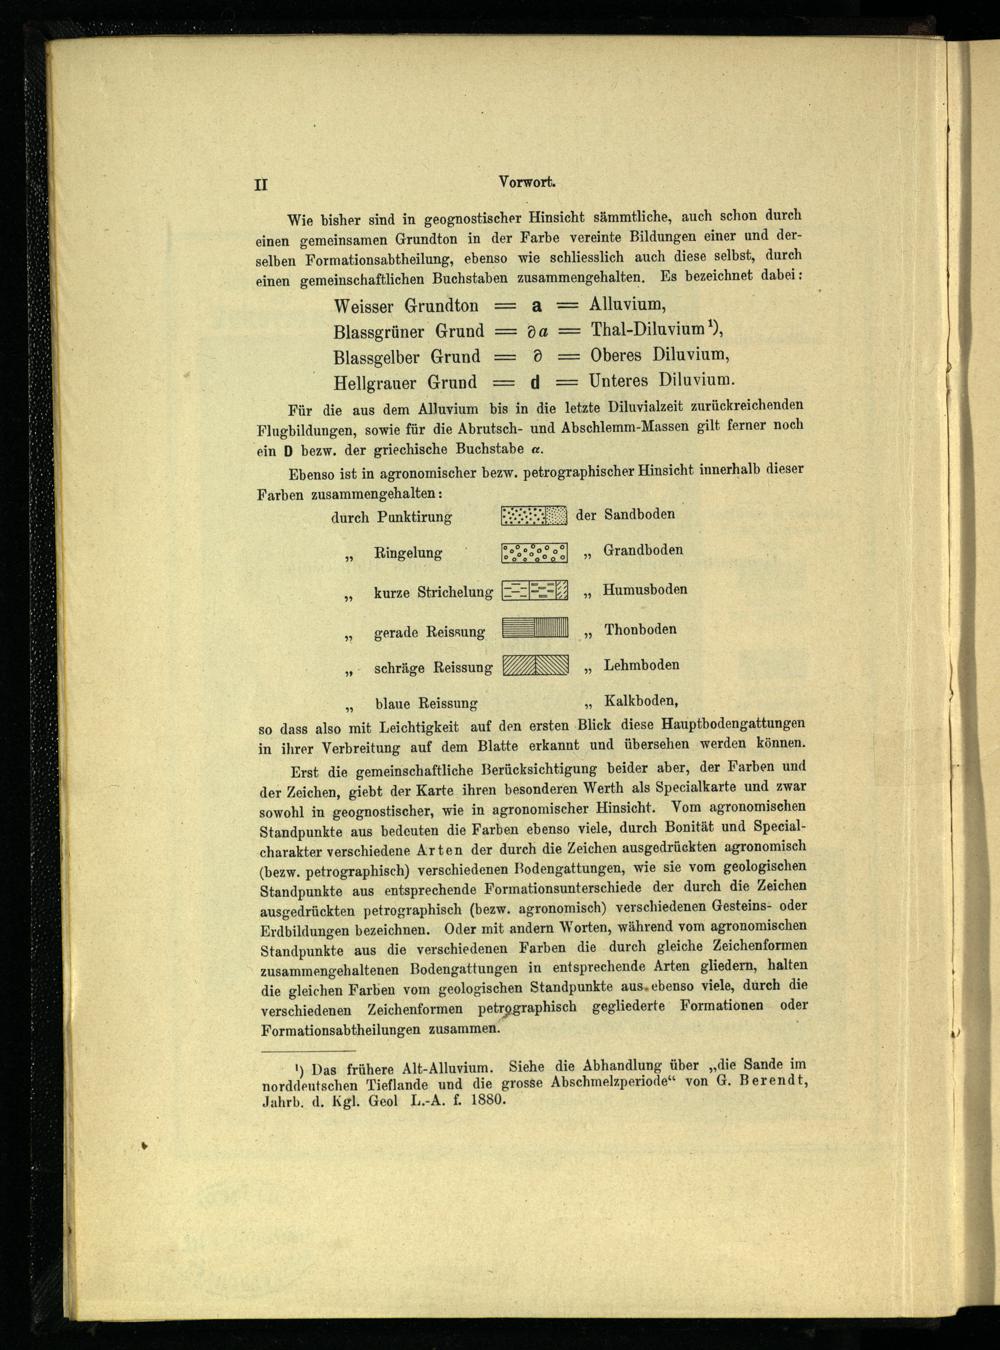 II Vorwort.
Wie bisher sind in geognostischer Hinsicht sämmtliche, auch schon durch
einen gemeinsamen Grundton in der Farbe vereinte Bildungen einer und der-
selben Formationsabtheilung, ebenso wie schliesslich auch diese selbst, durch
einen gemeinschaftlichen Buchstaben zusammengehalten. Es bezeichnet dabei:
Weisser Grundton = a = Alluvium,
Blassgrüner Grund = ∂a = Thal-Diluvium¹),
Blassgelber Grund = ∂ = Oberes Diluvium,
Hellgrauer Grund = d = Unteres Diluvium.
Für die aus dem Alluvium bis in die letzte Diluvialzeit zurückreichenden
Flugbildungen, sowie für die Abrutsch- und Abschlemm-Massen gilt ferner noch
ein D bezw. der griechische Buchstabe α.
Ebenso ist in agronomischer bezw. petrographischer Hinsicht innerhalb dieser
Farben zusammengehalten:
durch Punktirung der Sandboden
„ Ringelung „ Grandboden
„ kurze Strichelung „ Humusboden
„ gerade Reissung „ Thonboden
„ schräge Reissung „ Lehmboden
„ blaue Reissung „ Kalkboden,
so dass also mit Leichtigkeit auf den ersten Blick diese Hauptbodengattungen
in ihrer Verbreitung auf dem Blatte erkannt und übersehen werden können.
Erst die gemeinschaftliche Berücksichtigung beider aber, der Farben und
der Zeichen, giebt der Karte ihren besonderen Werth als Specialkarte und zwar
sowohl in geognostischer, wie in agronomischer Hinsicht. Vom agronomischen
Standpunkte aus bedeuten die Farben ebenso viele, durch Bonität und Special-
charakter verschiedene Arten der durch die Zeichen ausgedrückten agronomisch
(bezw. petrographisch) verschiedenen Bodengattungen, wie sie vom geologischen
Standpunkte aus entsprechende Formationsunterschiede der durch die Zeichen
ausgedrückten petrographisch (bezw. agronomisch) verschiedenen Gesteins- oder
Erdbildungen bezeichnen. Oder mit andern Worten, während vom agronomischen
Standpunkte aus die verschiedenen Farben die durch gleiche Zeichenformen
zusammengehaltenen Bodengattungen in entsprechende Arten gliedern, halten
die gleichen Farben vom geologischen Standpunkte aus ebenso viele, durch die
verschiedenen Zeichenformen petrographisch gegliederte Formationen oder
Formationsabtheilungen zusammen.
¹) Das frühere Alt-Alluvium. Siehe die Abhandlung über „die Sande im
norddeutschen Tieflande und die grosse Abschmelzperiode“ von G. Berendt,
Jahrb. d. Kgl. Geol L.-A. f. 1880.